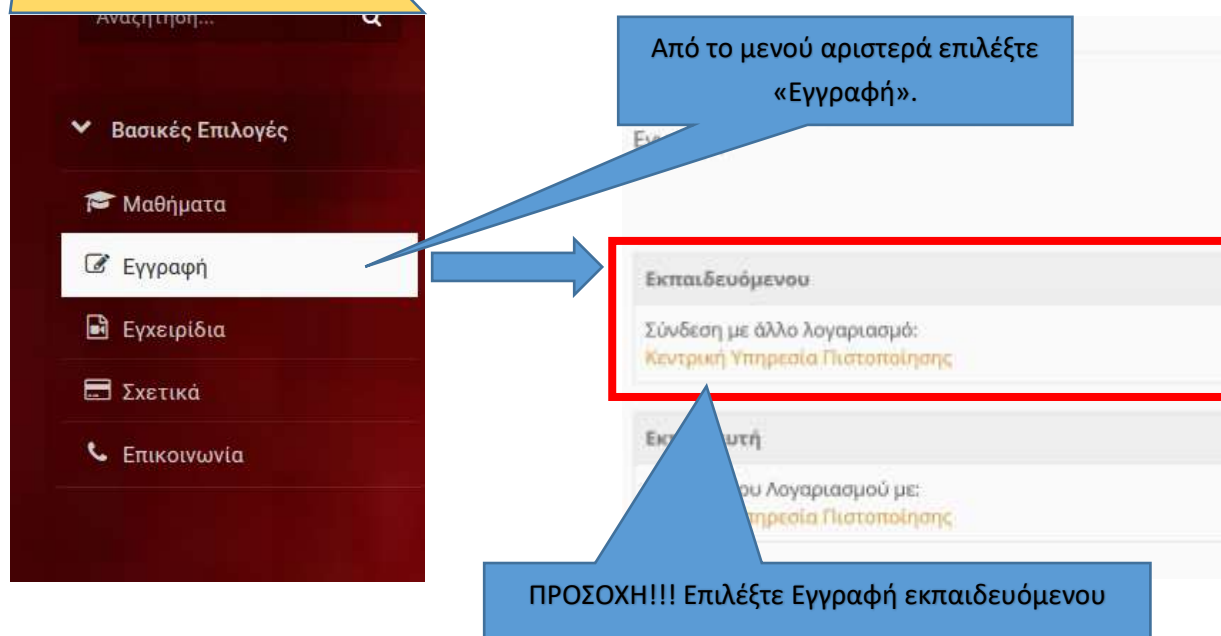 Αναζήτηση...
Βασικές Επιλογές
Μαθήματα
Εγγραφή
Εγχειρίδια
Σχετικά
Επικοινωνία
Από το μενού αριστερά επιλέξτε
«Εγγραφή».
Εκπαιδευόμενου
Σύνδεση με άλλο λογαριασμό:
Κεντρική Υπηρεσία Πιστοποίησης
Λογαριασμού με:
Πιστοποίησης
ΠΡΟΣΟΧΗ!!! Επιλέξτε Εγγραφή εκπαιδευόμενου